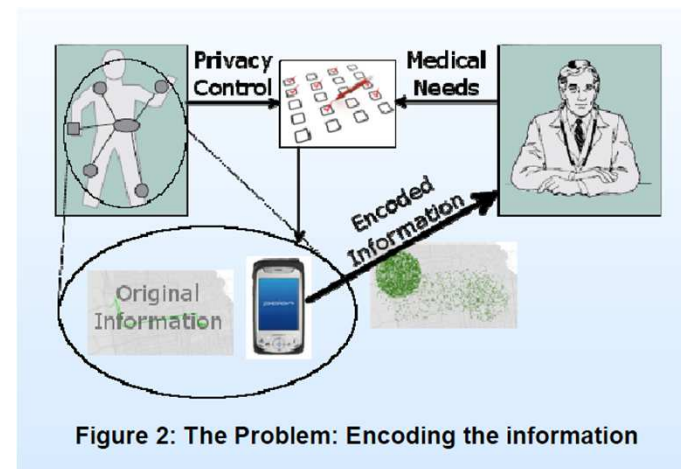 Privacy
Control
Medical
Needs
Encoded
Information
Original
Information
Figure 2: The Problem: Encoding the information